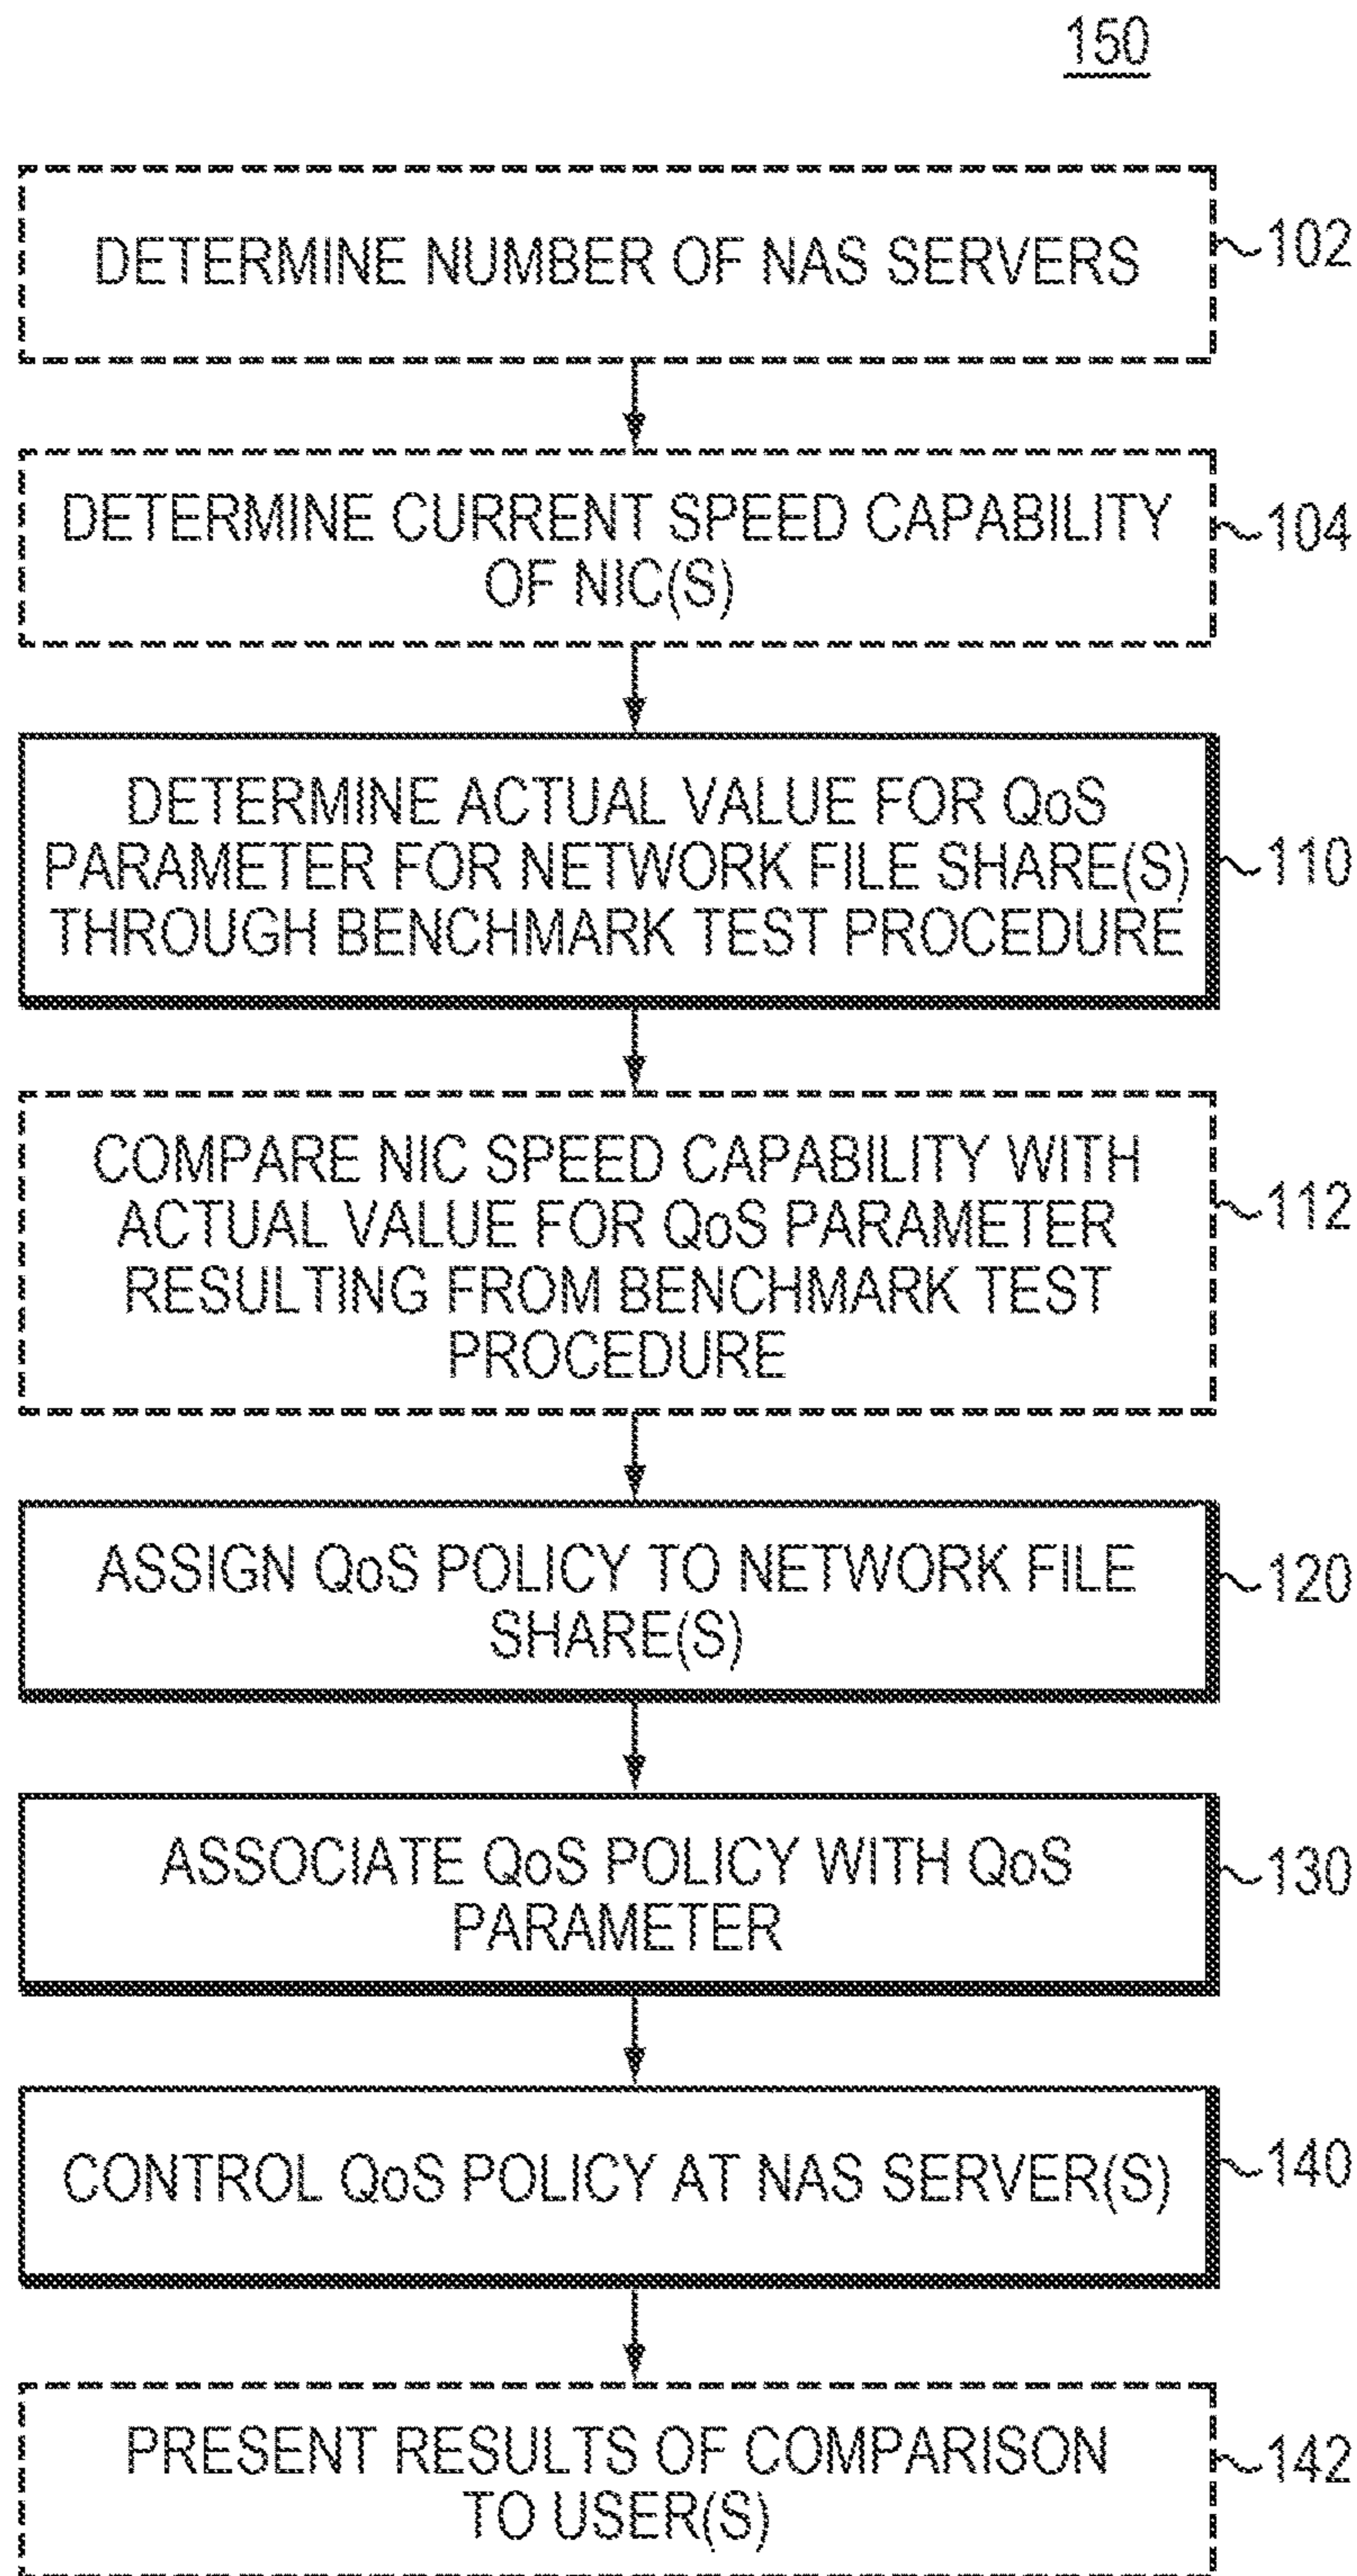 150
DETERMINE NUMBER OF NAS SERVERS
102
DETERMINE CURRENT SPEED CAPABILITY
OF NIC(S)
104
DETERMINE ACTUAL VALUE FOR QoS
PARAMETER FOR NETWORK FILE SHARE(S)
THROUGH BENCHMARK TEST PROCEDURE
110
COMPARE NIC SPEED CAPABILITY WITH
ACTUAL VALUE FOR QoS PARAMETER
RESULTING FROM BENCHMARK TEST
PROCEDURE
112
ASSIGN QoS POLICY TO NETWORK FILE
SHARE(S)
120
ASSOCIATE QoS POLICY WITH QoS
PARAMETER
130
CONTROL QoS POLICY AT NAS SERVER(S)
140
PRESENT RESULTS OF COMPARISON
TO USER(S)
142